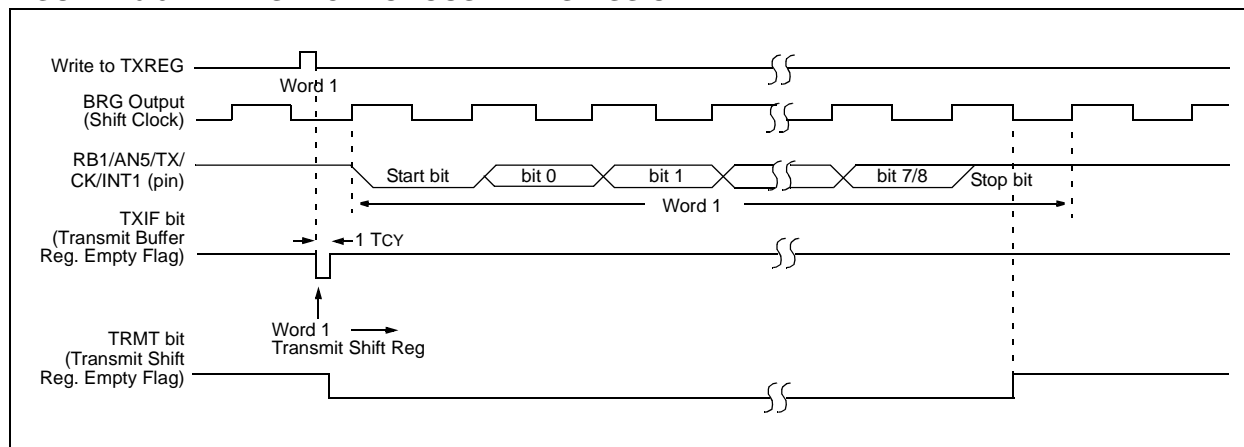 Write to TXREG
Word 1
BRG Output
(Shift Clock)
RB1/AN5/TX/
CK/INT1 (pin)
Start bit
bit 0
bit 1
bit 7/8
Stop bit
Word 1
TXIF bit
(Transmit Buffer
Reg. Empty Flag)
1 TCY
Word 1
Transmit Shift Reg
TRMT bit
(Transmit Shift
Reg. Empty Flag)